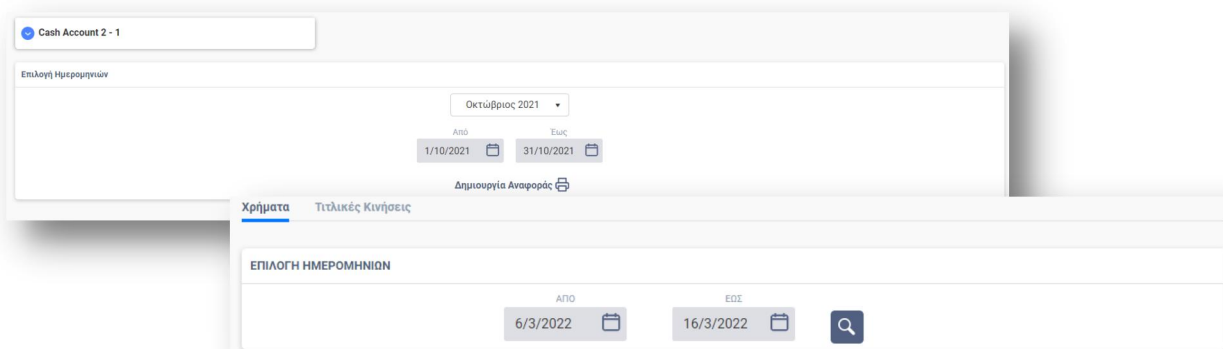 Cash Account 2 - 1
Επιλογή Ημερομηνιών
Οκτώβριος 2021
Από Έως
1/10/2021 31/10/2021
Δημιουργία Αναφοράς
Χρήματα Τιτλικές Κινήσεις
ΕΠΙΛΟΓΗ ΗΜΕΡΟΜΗΝΙΩΝ
ΑΠΟ ΕΩΣ
6/3/2022 16/3/2022